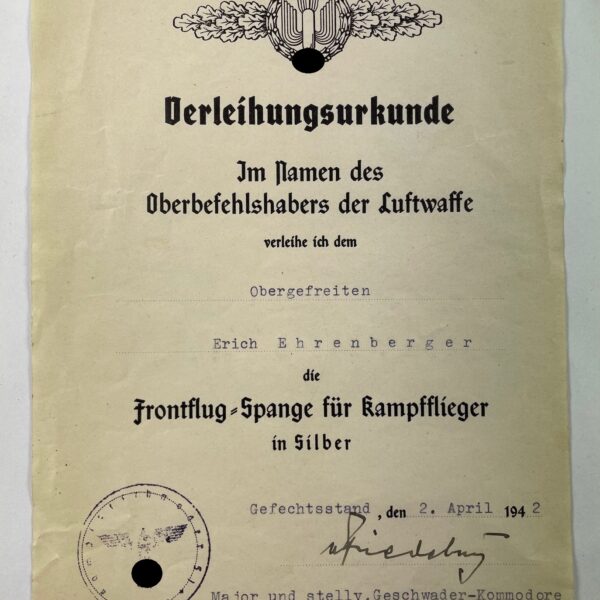 Verleihungsurkunde
Im Namen des
Oberbefehlshabers der Luftwaffe
verleihe ich dem
Obergefreiten
Erich Ehrenberger
die
Frontflug-Spange für Kampfflieger
in Silber
Gefechtsstand, den 2. April 1942
Major und stellv.Geschwader-Kommodore